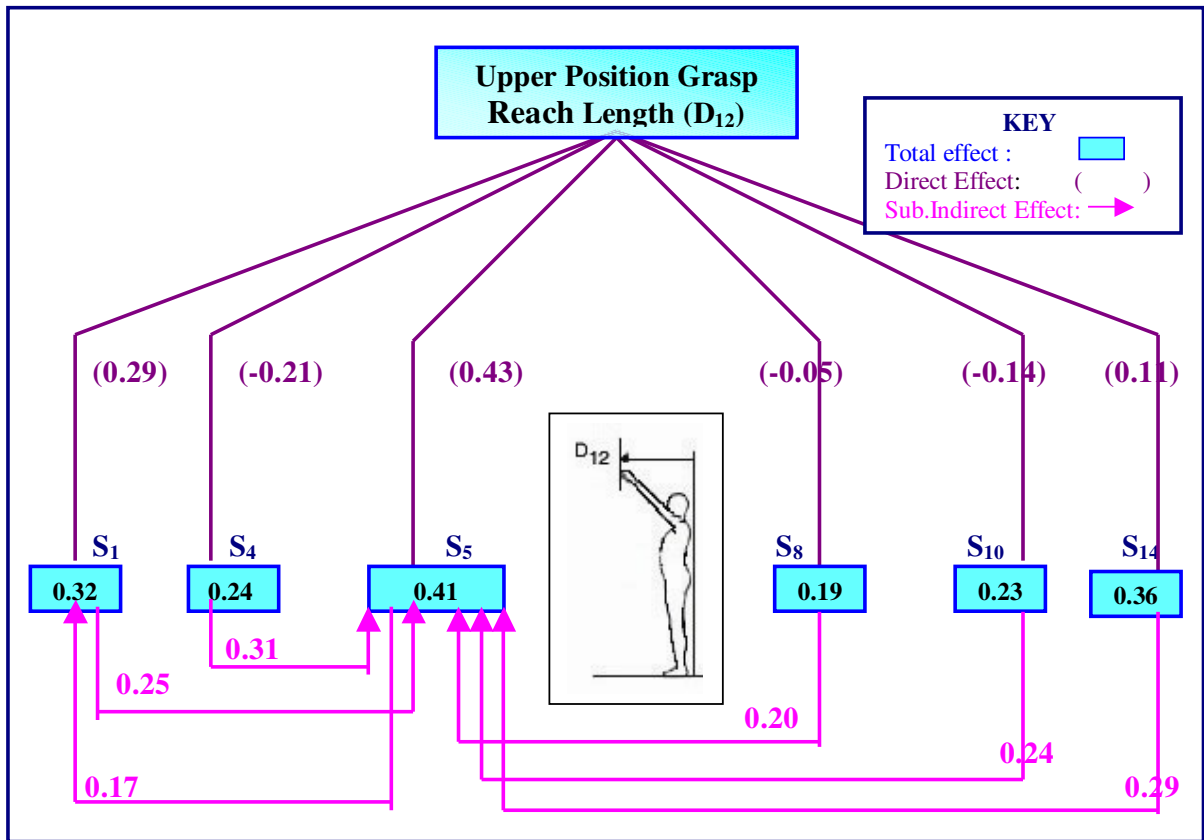 Upper Position Grasp
Reach Length (D₁₂)
KEY
Total effect :
Direct Effect: ( )
Sub.Indirect Effect:
(0.29) (-0.21) (0.43) (-0.05) (-0.14) (0.11)
D₁₂
S₁ S₄ S₅ S₈ S₁₀ S₁₄
0.32 0.24 0.41 0.19 0.23 0.36
0.31
0.25
0.20
0.24
0.17
0.29